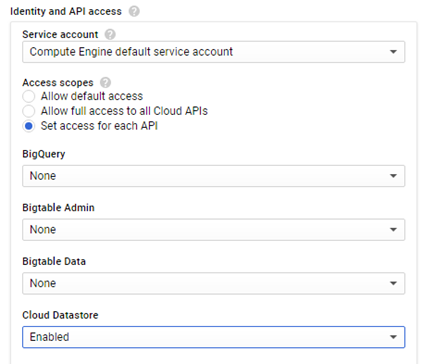 Identity and API access
Service account
Compute Engine default service account
Access scopes
Allow default access
Allow full access to all Cloud APIs
Set access for each API
BigQuery
None
Bigtable Admin
None
Bigtable Data
None
Cloud Datastore
Enabled